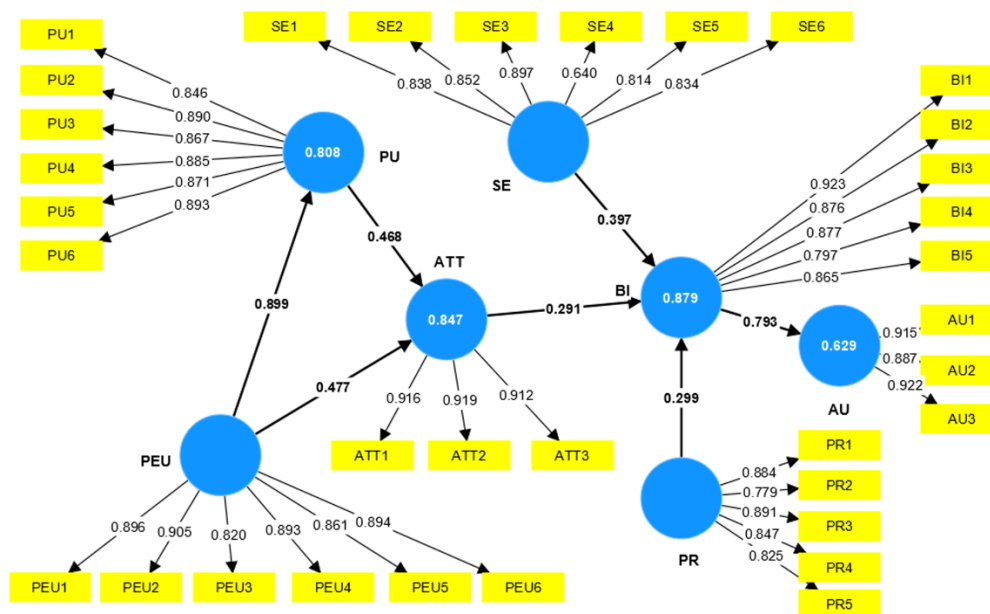 SE1 SE2 SE3 SE4 SE5 SE6
0.838 0.852 0.897 0.640 0.814 0.834
PU1
PU2
PU3
PU4
PU5
PU6
0.846
0.890
0.867
0.885
0.871
0.893
0.808
PU
SE
BI1
BI2
BI3
BI4
BI5
0.923
0.876
0.877
0.797
0.865
0.468
0.397
ATT
0.847
0.899
0.291
BI
0.879
0.793
0.629
AU
0.915
0.887
0.922
AU1
AU2
AU3
0.477
0.299
0.916 0.919 0.912
ATT1 ATT2 ATT3
PEU
PR
0.884
0.779
0.891
0.847
0.825
PR1
PR2
PR3
PR4
PR5
0.896 0.905 0.820 0.893 0.861 0.894
PEU1 PEU2 PEU3 PEU4 PEU5 PEU6